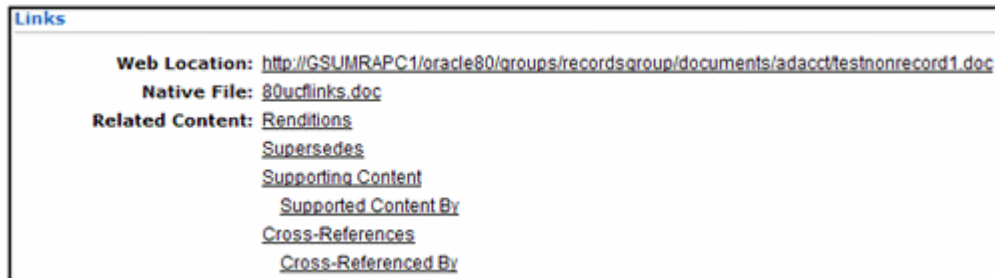 Links
Web Location: http://GSUMRAPC1/oracle80/groups/recordsgroup/documents/adacct/testnonrecord1.doc
Native File: 80ucflinks.doc
Related Content: Renditions
Supersedes
Supporting Content
Supported Content By
Cross-References
Cross-Referenced By